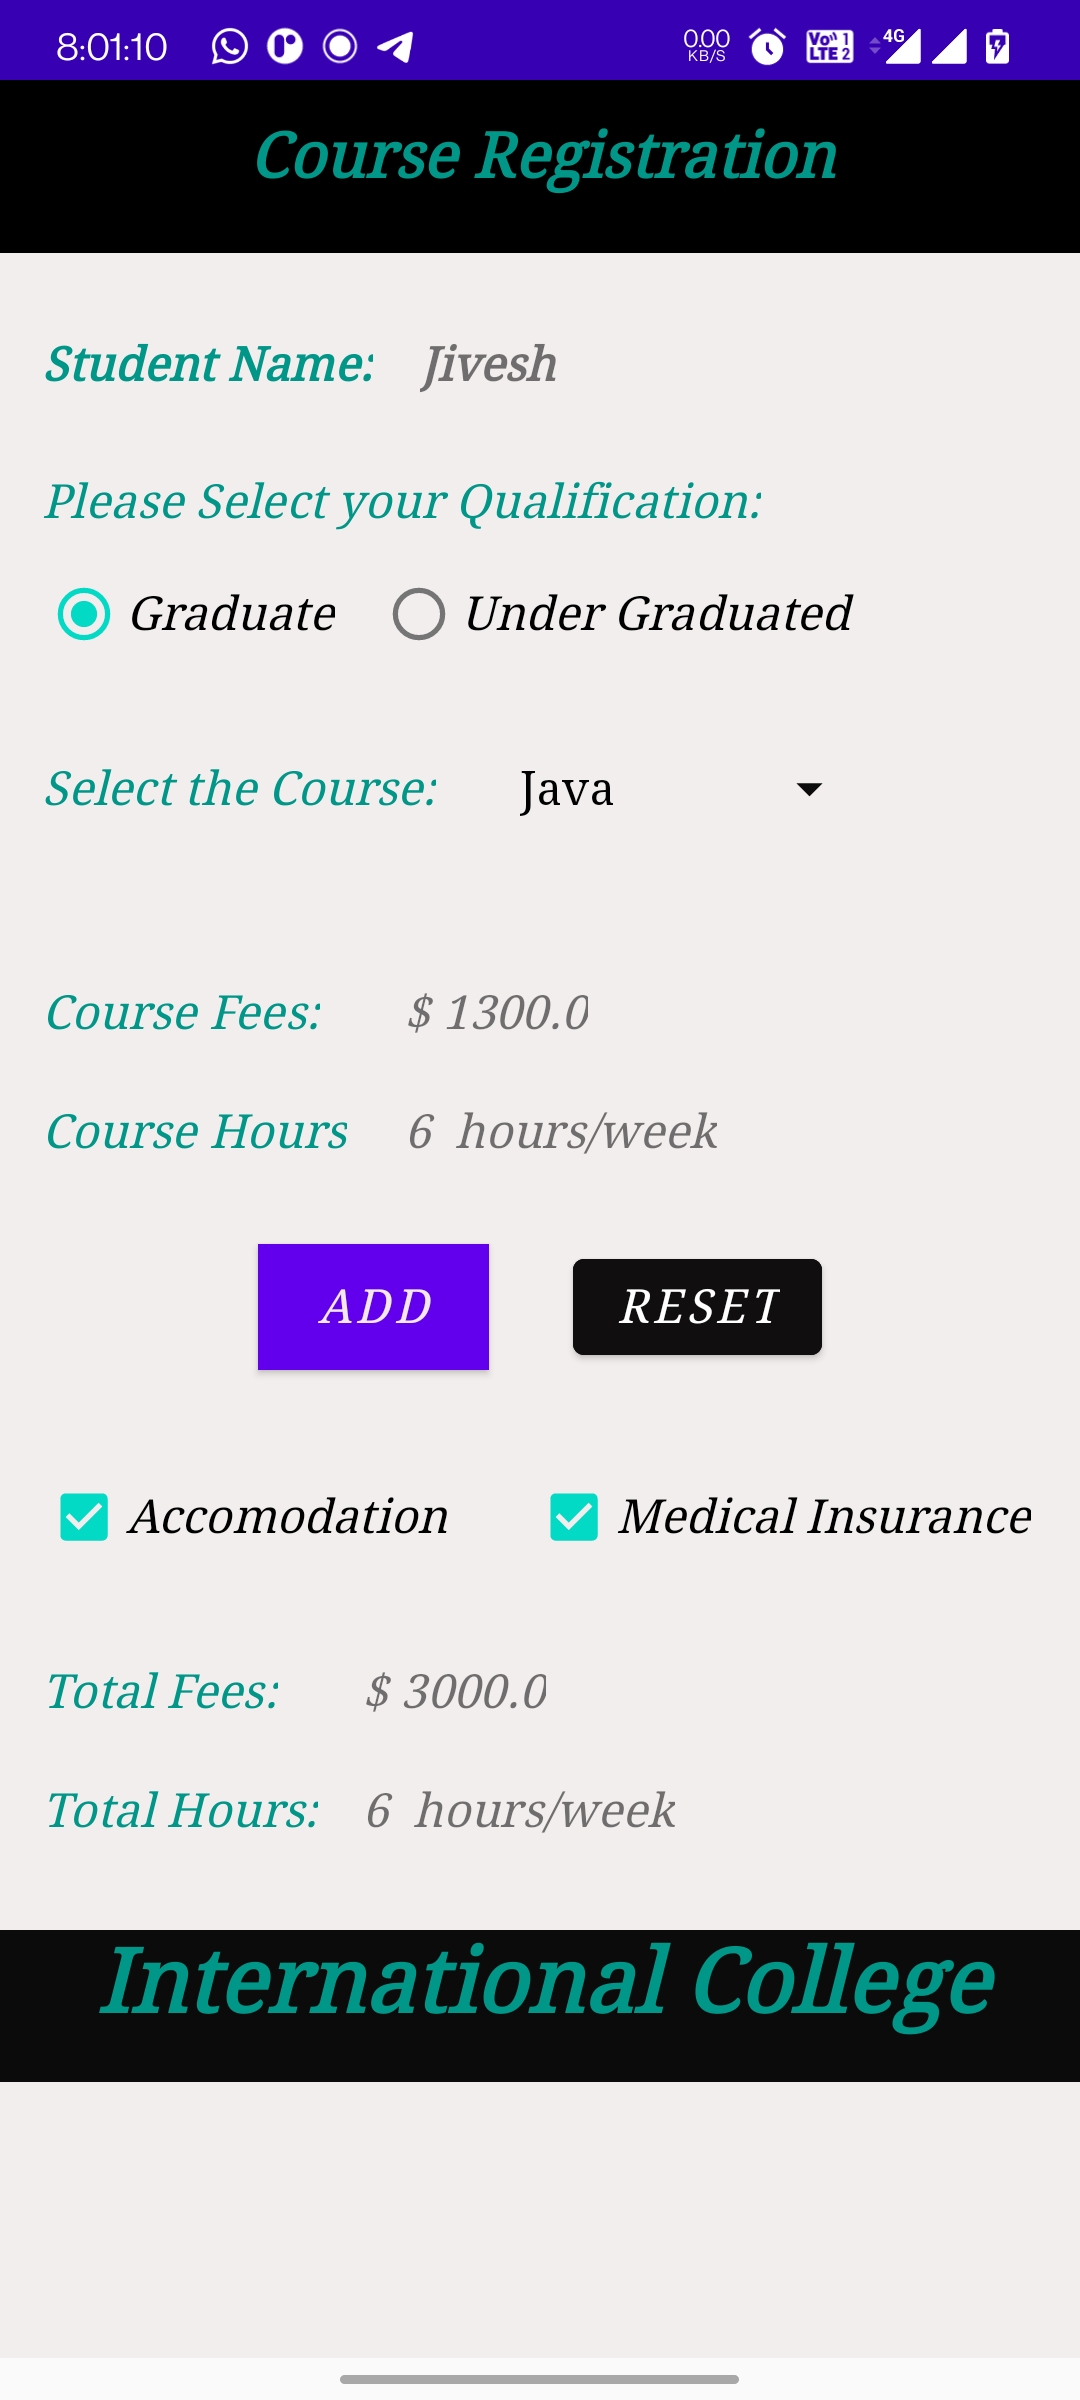 8:01:10 0.00 KB/S Vo)) 1 LTE 2 4G
Course Registration
Student Name: Jivesh
Please Select your Qualification:
Graduate Under Graduated
Select the Course: Java
Course Fees: $ 1300.0
Course Hours 6 hours/week
ADD RESET
Accomodation Medical Insurance
Total Fees: $ 3000.0
Total Hours: 6 hours/week
International College